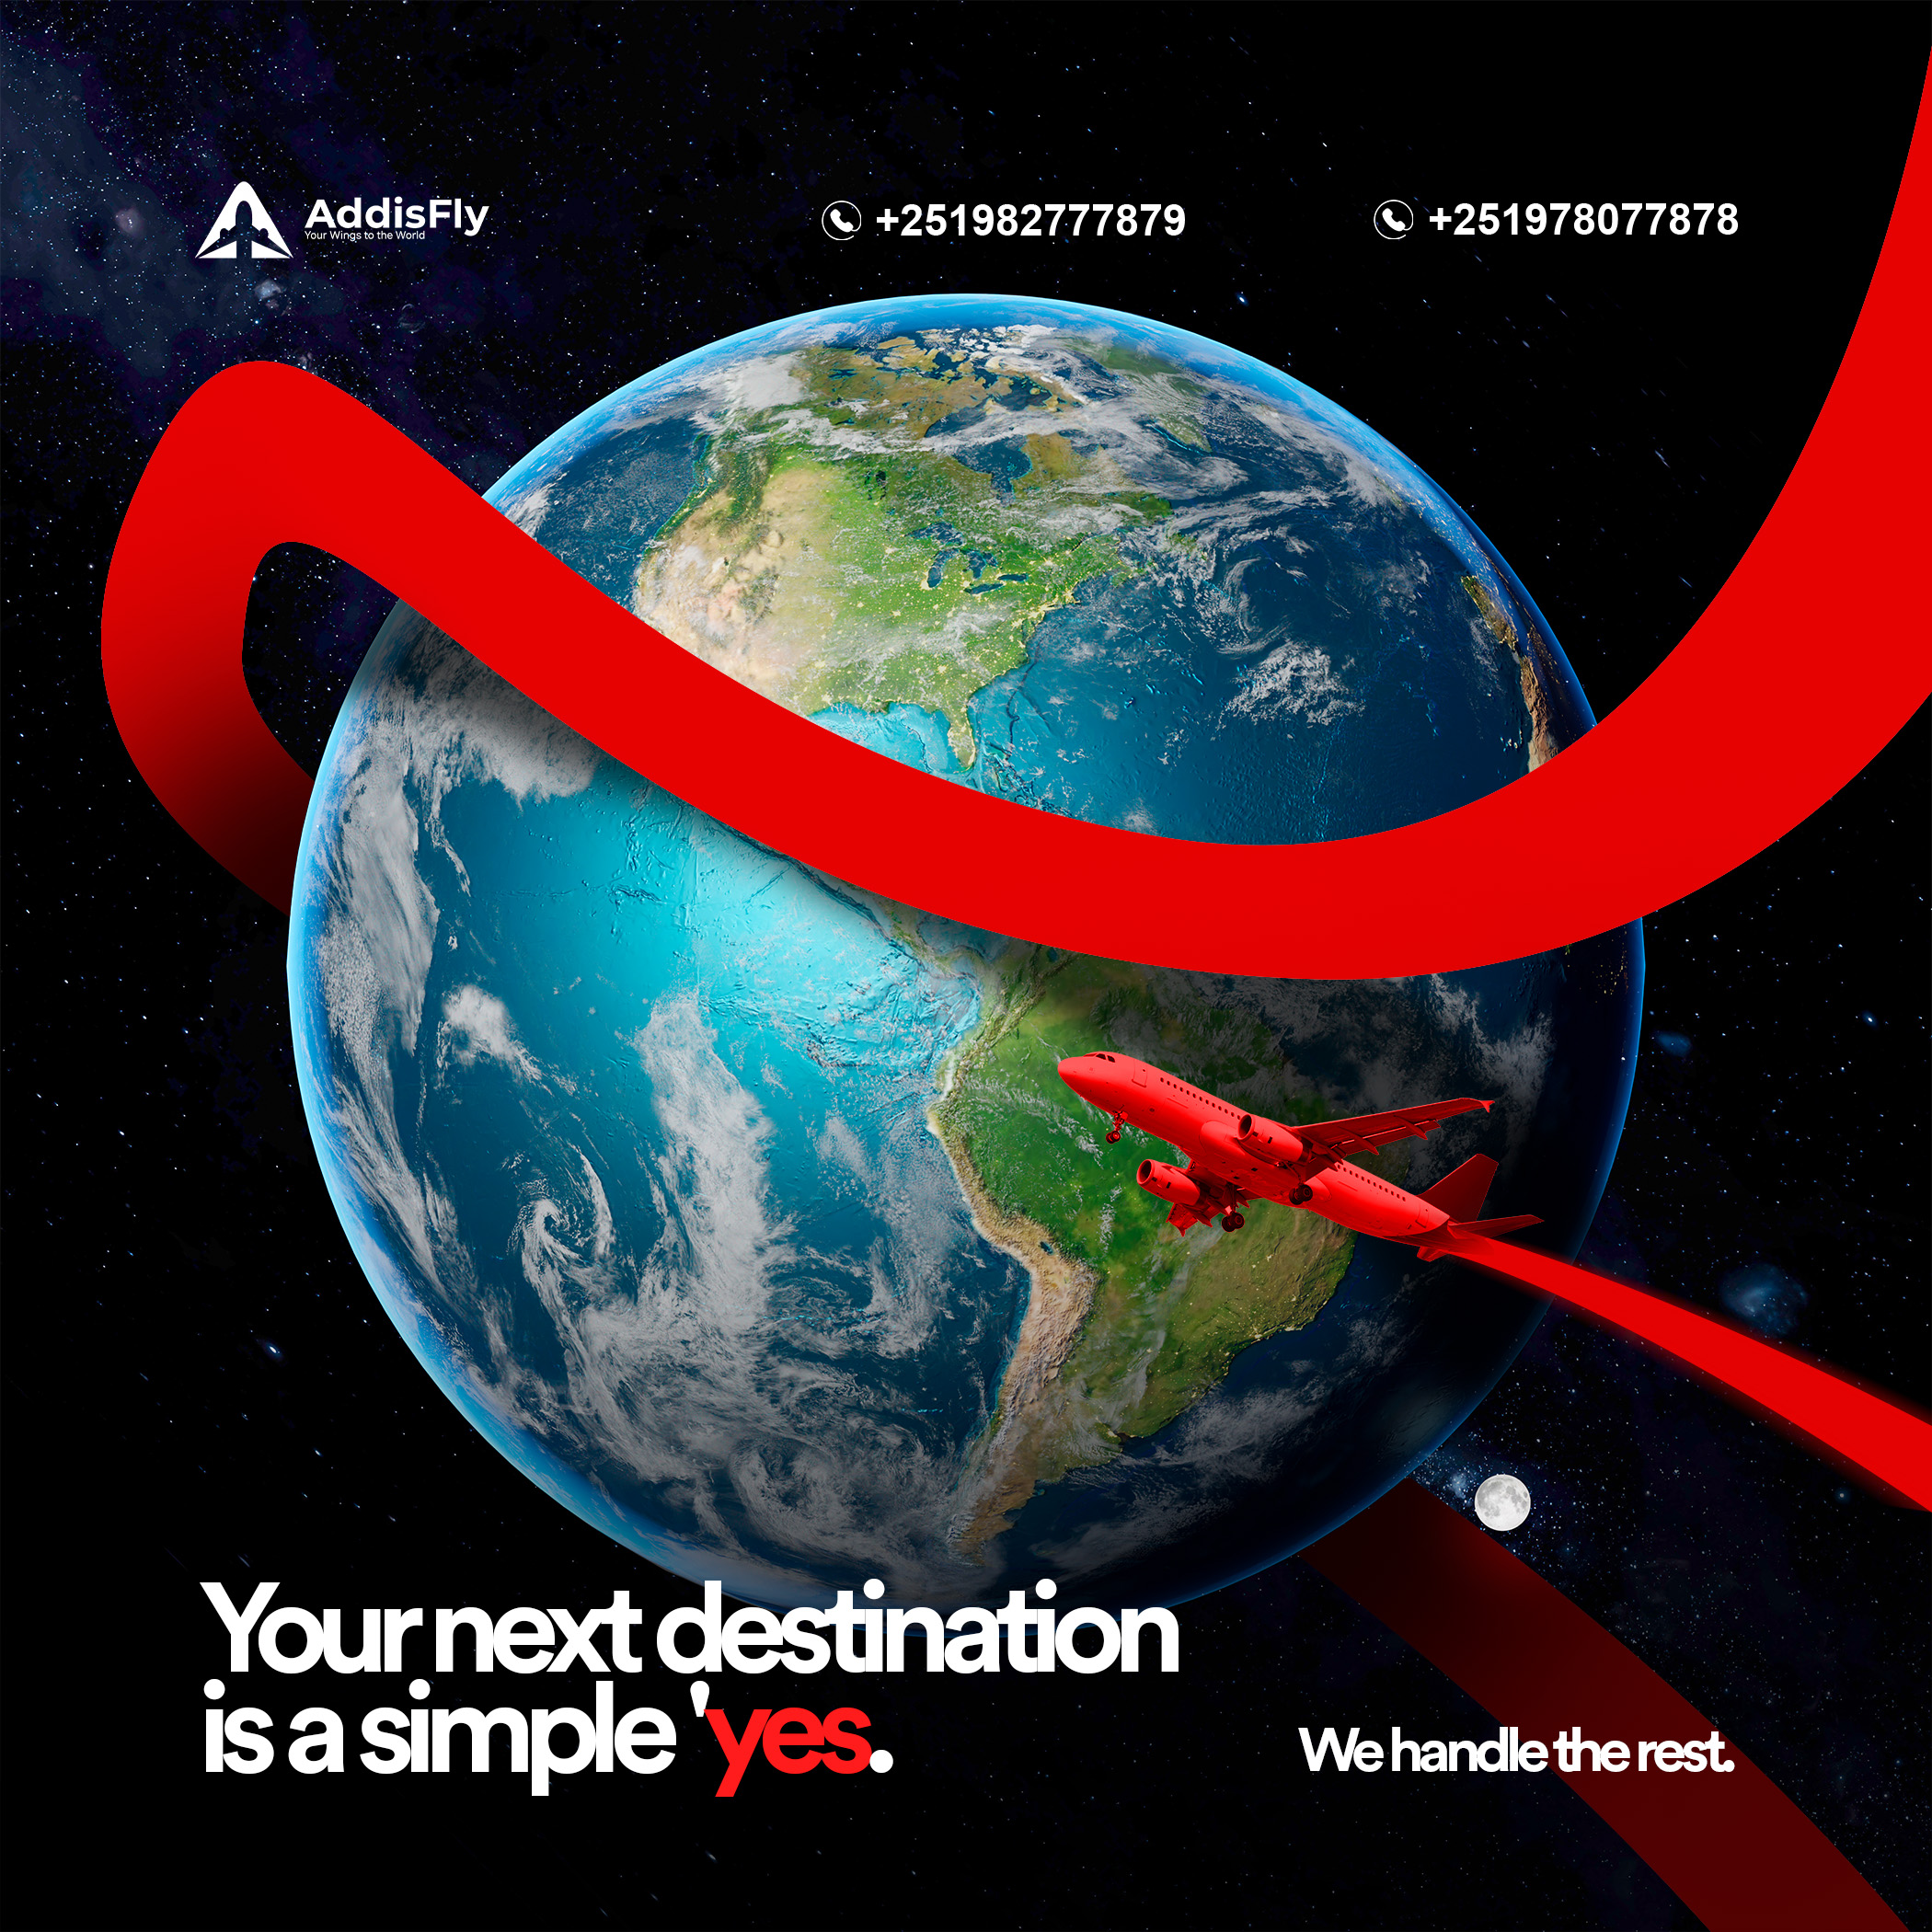 AddisFly
Your Wings to the World
+251982777879
+251978077878
Your next destination
is a simple 'yes.
We handle the rest.